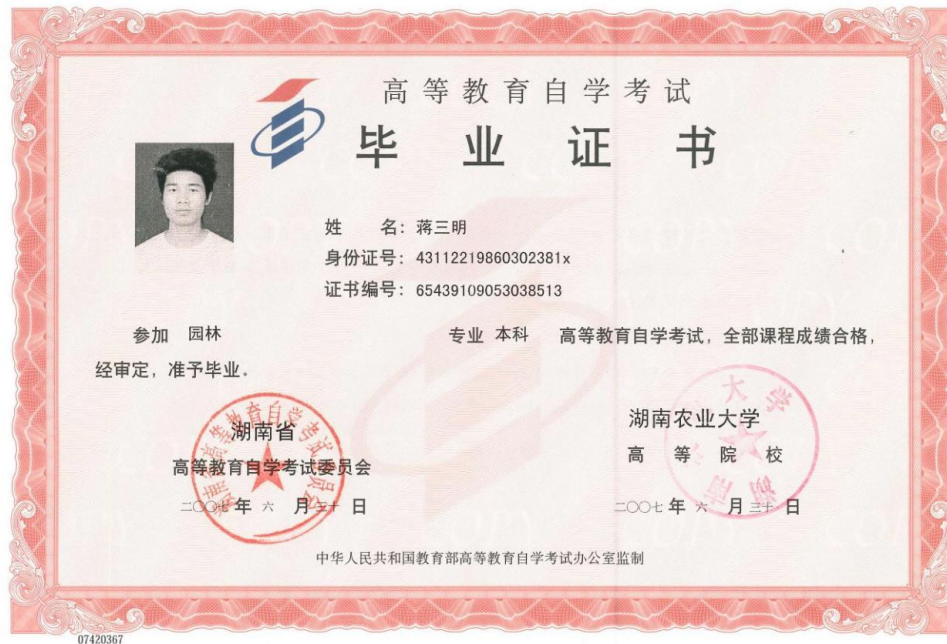 高等教育自学考试
毕业证书
姓 名：蒋三明
身份证号：43112219860302381x
证书编号：65439109053038513
参加 园林 专业 本科 高等教育自学考试，全部课程成绩合格，
经审定，准予毕业。
湖南省
高等教育自学考试委员会
二〇〇七年 六 月三十日
湖南农业大学
高等院校
二〇〇七年 六 月三十日
中华人民共和国教育部高等教育自学考试办公室监制
07420367